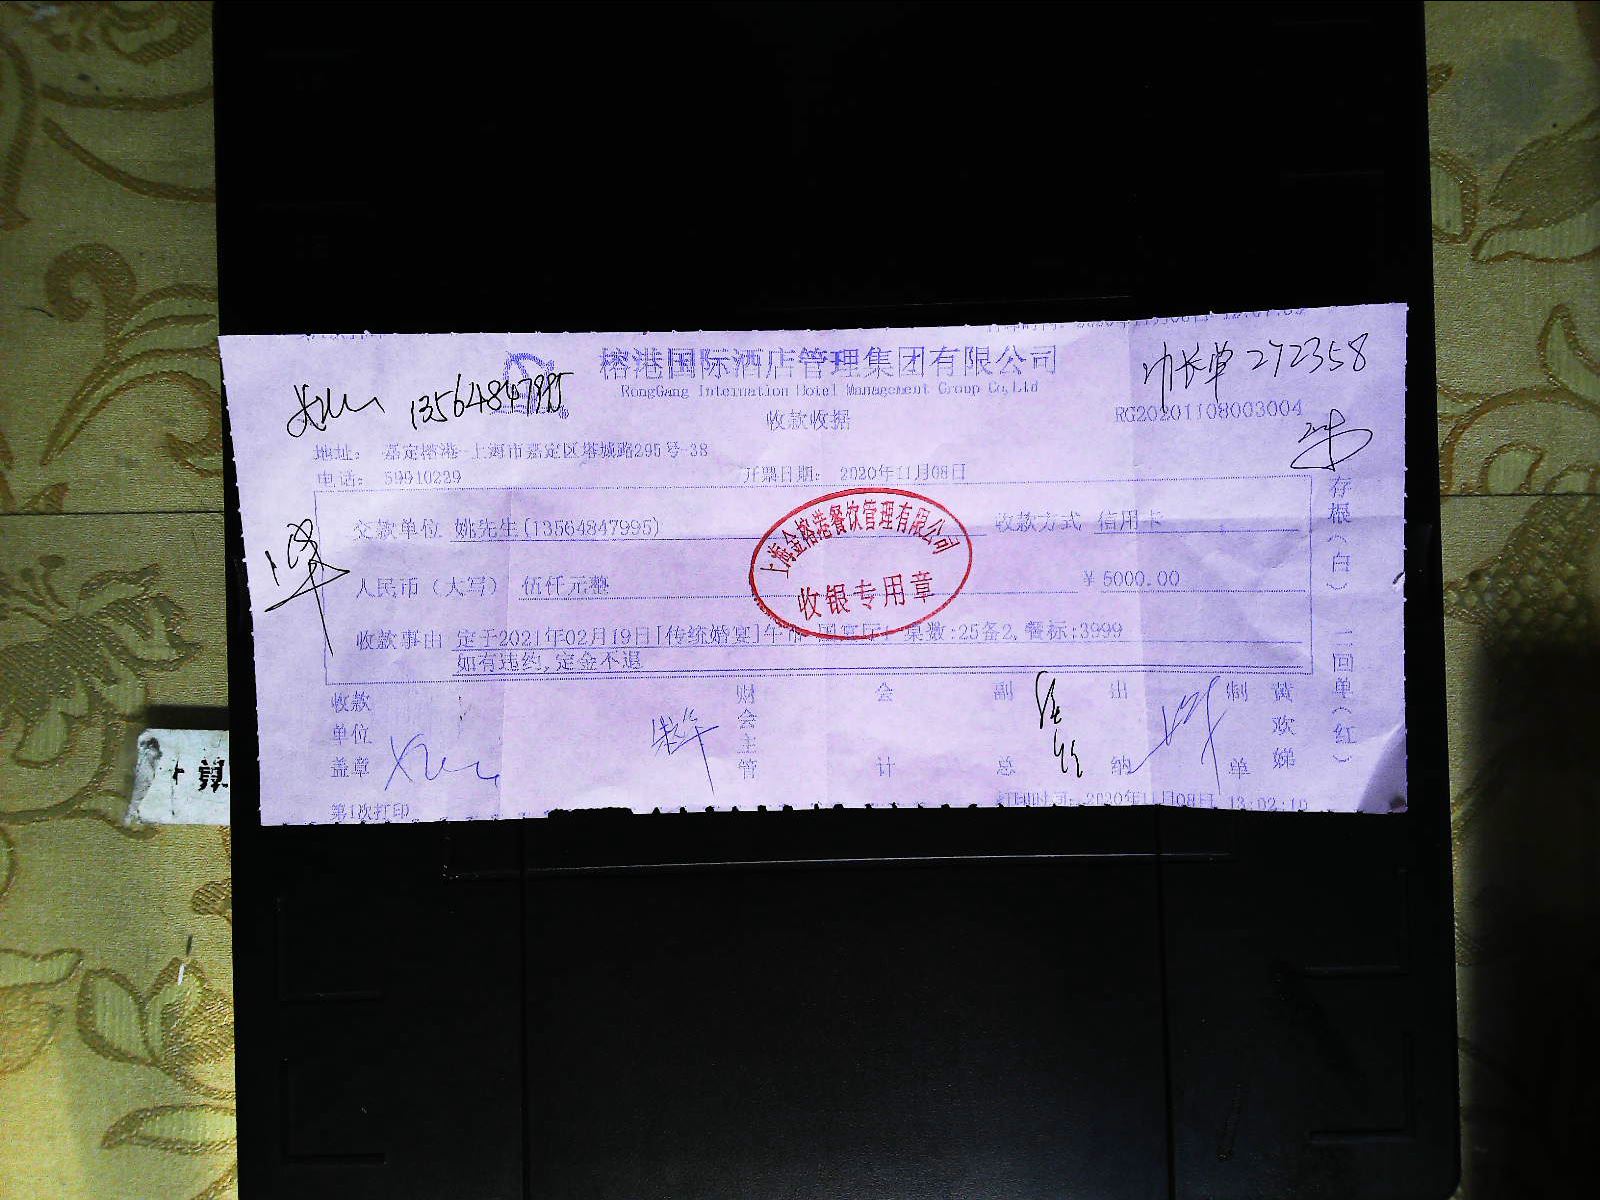 榕港国际酒店管理集团有限公司
RongGang Internation Hotel Management Group Co,Ltd
收款收据
13564847995
272358
RG20201108003004
地址： 嘉定榕港-上海市嘉定区塔城路295号-38
电话： 59910229
开票日期： 2020年11月08日
交款单位 姚先生(13564847995)
收款方式 信用卡
人民币（大写） 伍仟元整
￥5000.00
收款事由 定于2021年02月19日[传统婚宴]午市 国宴厅 桌数:25备2,餐标:3999
如有违约,定金不退
上海金榕港餐饮管理有限公司
收银专用章
存根（白） 二回单（红）
收款单位盖章
财会主管
会计
副总
出纳
制单
黄欢娣
第1次打印
打印时间： 2020年11月08日 13:02:10